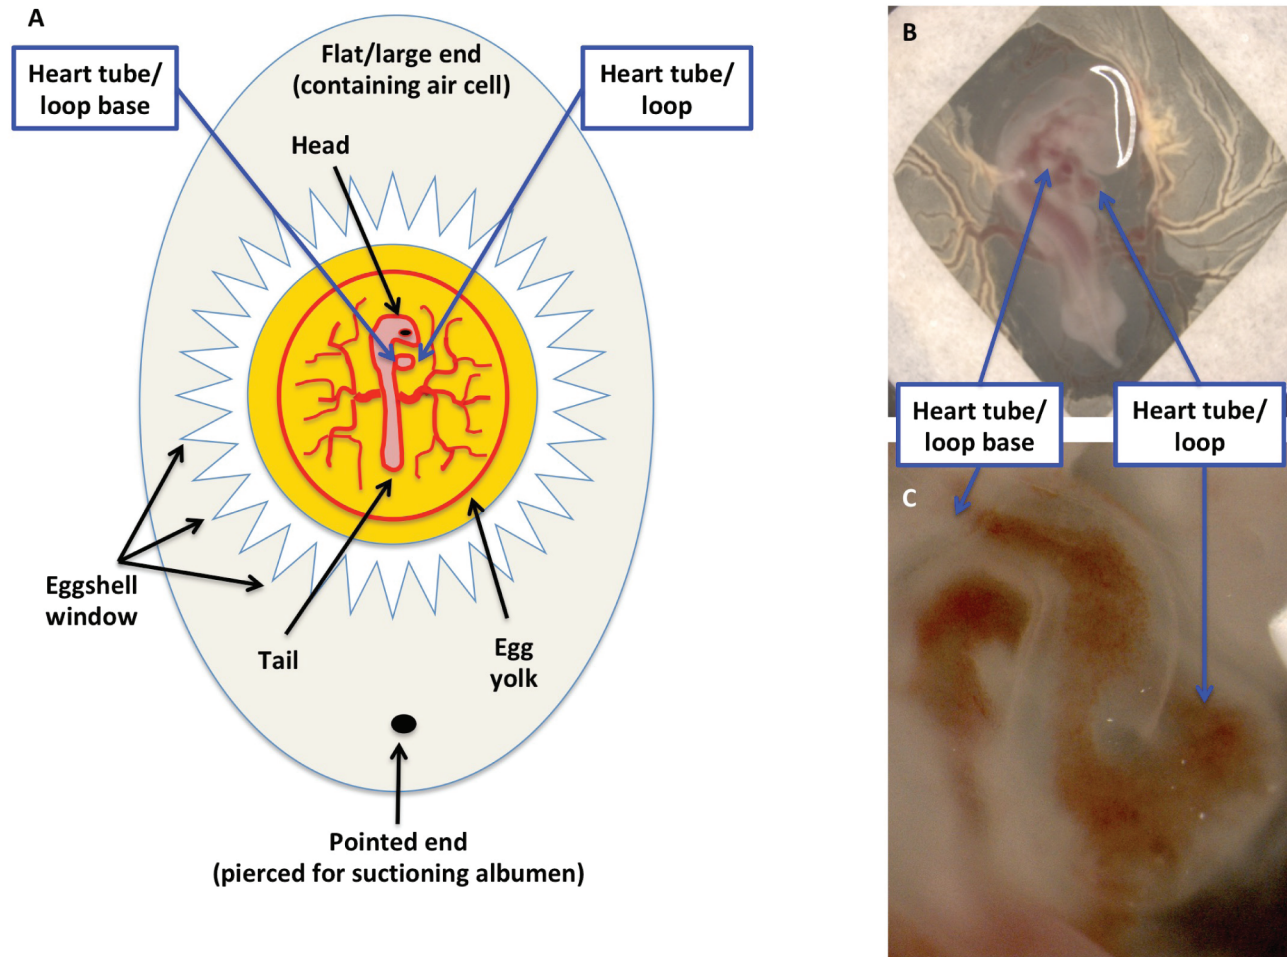 A
Heart tube/
loop base
Flat/large end
(containing air cell)
Heart tube/
loop
Head
Eggshell
window
Tail
Egg
yolk
Pointed end
(pierced for suctioning albumen)
B
Heart tube/
loop base
Heart tube/
loop
C